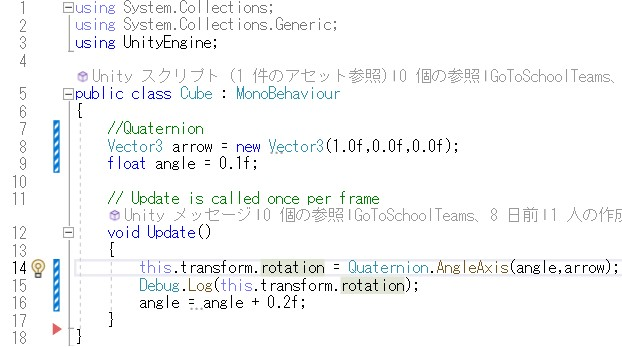 1 using System.Collections;
2 using System.Collections.Generic;
3 using UnityEngine;
4
Unity スクリプト (1 件のアセット参照)|0 個の参照|GoToSchoolTeams、
5 public class Cube : MonoBehaviour
6 {
7 //Quaternion
8 Vector3 arrow = new Vector3(1.0f,0.0f,0.0f);
9 float angle = 0.1f;
10
11 // Update is called once per frame
Unity メッセージ|0 個の参照|GoToSchoolTeams、8 日前|1 人の作成
12 void Update()
13 {
14 this.transform.rotation = Quaternion.AngleAxis(angle,arrow);
15 Debug.Log(this.transform.rotation);
16 angle = angle + 0.2f;
17 }
18 }